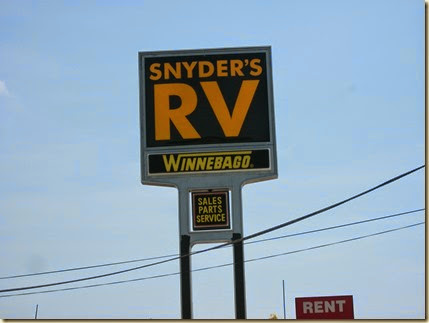 SNYDER'S
RV
WINNEBAGO®
SALES
PARTS
SERVICE
RENT